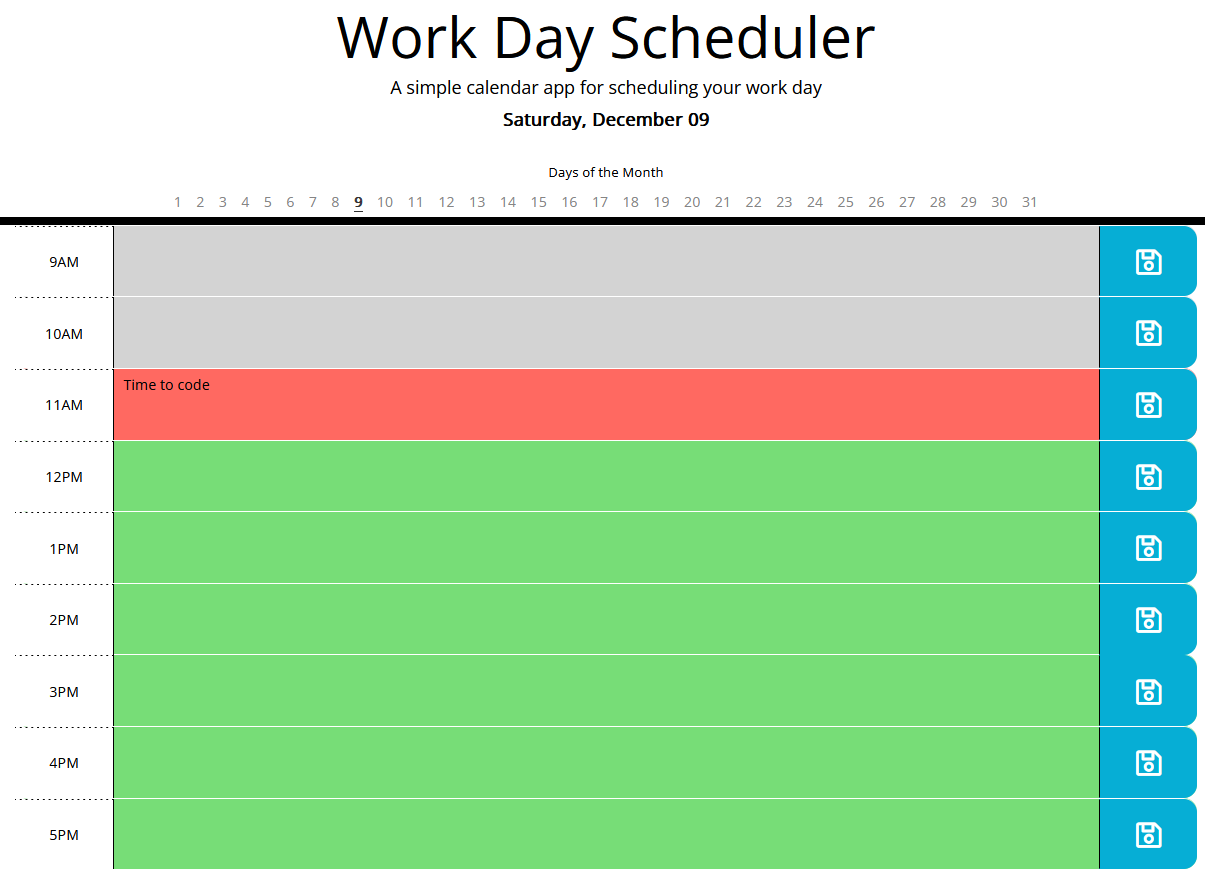 Work Day Scheduler
A simple calendar app for scheduling your work day
Saturday, December 09
Days of the Month
1 2 3 4 5 6 7 8 9 10 11 12 13 14 15 16 17 18 19 20 21 22 23 24 25 26 27 28 29 30 31
9AM
10AM
11AM Time to code
12PM
1PM
2PM
3PM
4PM
5PM